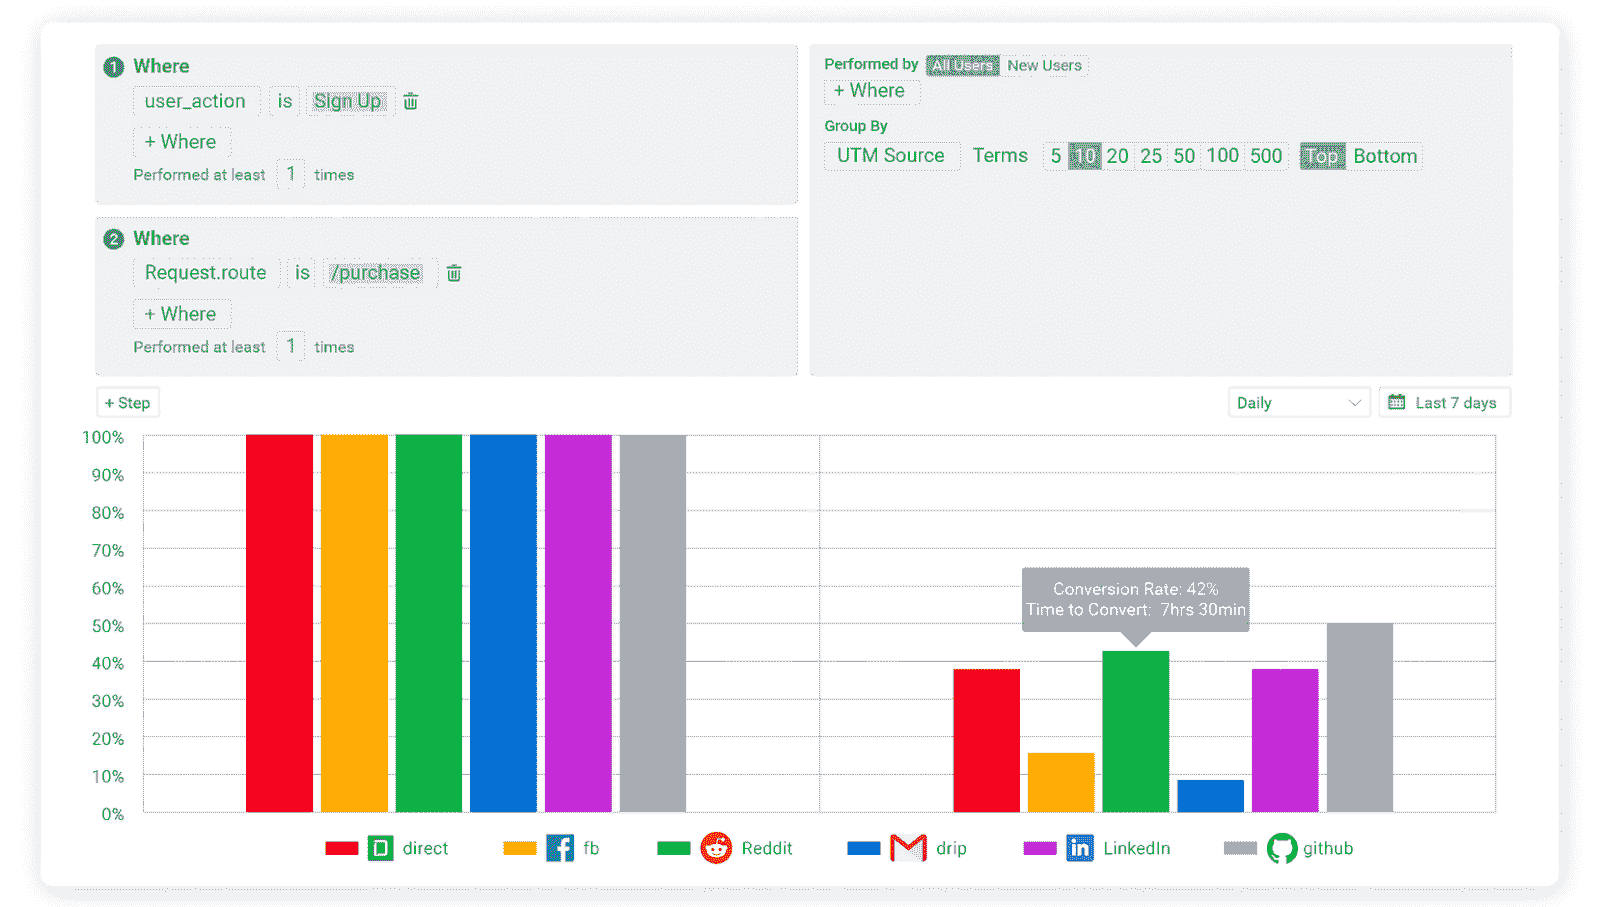 1 Where
user_action is Sign Up
+ Where
Performed at least 1 times
2 Where
Request.route is /purchase
+ Where
Performed at least 1 times
Performed by All Users New Users
+ Where
Group By
UTM Source Terms 5 10 20 25 50 100 500 Top Bottom
+ Step
Daily Last 7 days
100%
90%
80%
70%
60%
50%
40%
30%
20%
10%
0%
Conversion Rate: 42%
Time to Convert: 7hrs 30min
direct fb Reddit drip LinkedIn github